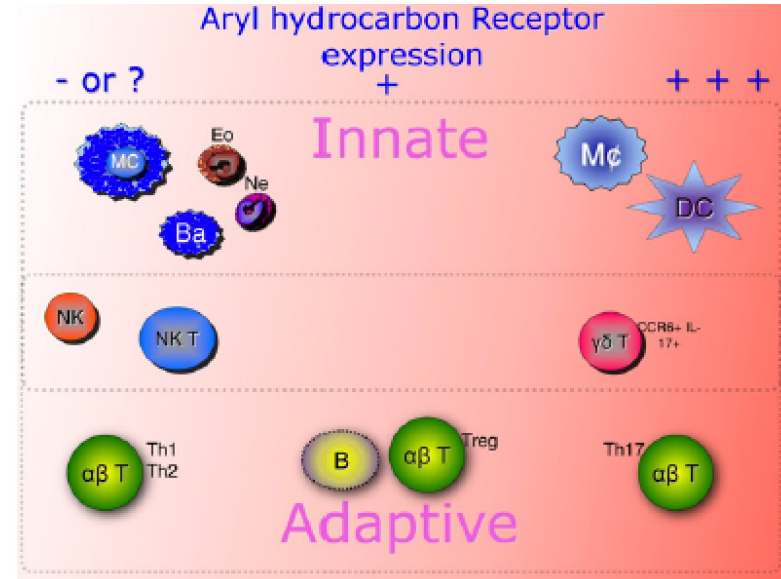 Aryl hydrocarbon Receptor
expression
- or ?
+
+ + +
Innate
MC
Eo
Ne
Ba
M¢
DC
NK
NK T
γδ T
CCR6+ IL-
17+
αβ T
Th1
Th2
B
αβ T
Treg
Th17
αβ T
Adaptive